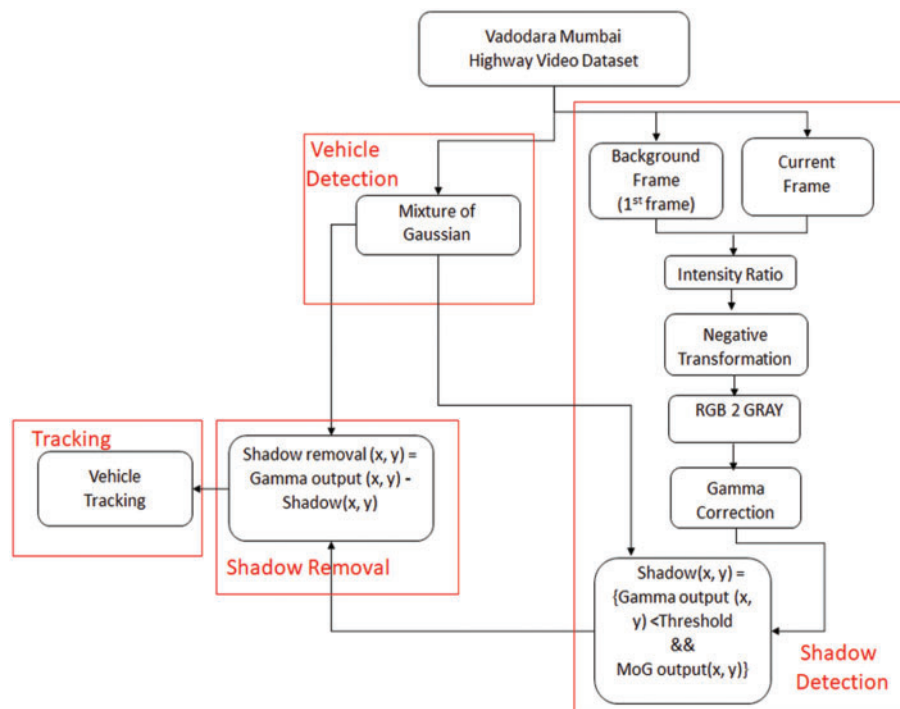 Vadodara Mumbai
Highway Video Dataset
Vehicle
Detection
Mixture of
Gaussian
Background
Frame
(1st frame)
Current
Frame
Intensity Ratio
Negative
Transformation
RGB 2 GRAY
Gamma
Correction
Tracking
Vehicle
Tracking
Shadow removal (x, y) =
Gamma output (x, y) -
Shadow(x, y)
Shadow Removal
Shadow(x, y) =
{Gamma output (x,
y) <Threshold
&&
MoG output(x, y)}
Shadow
Detection